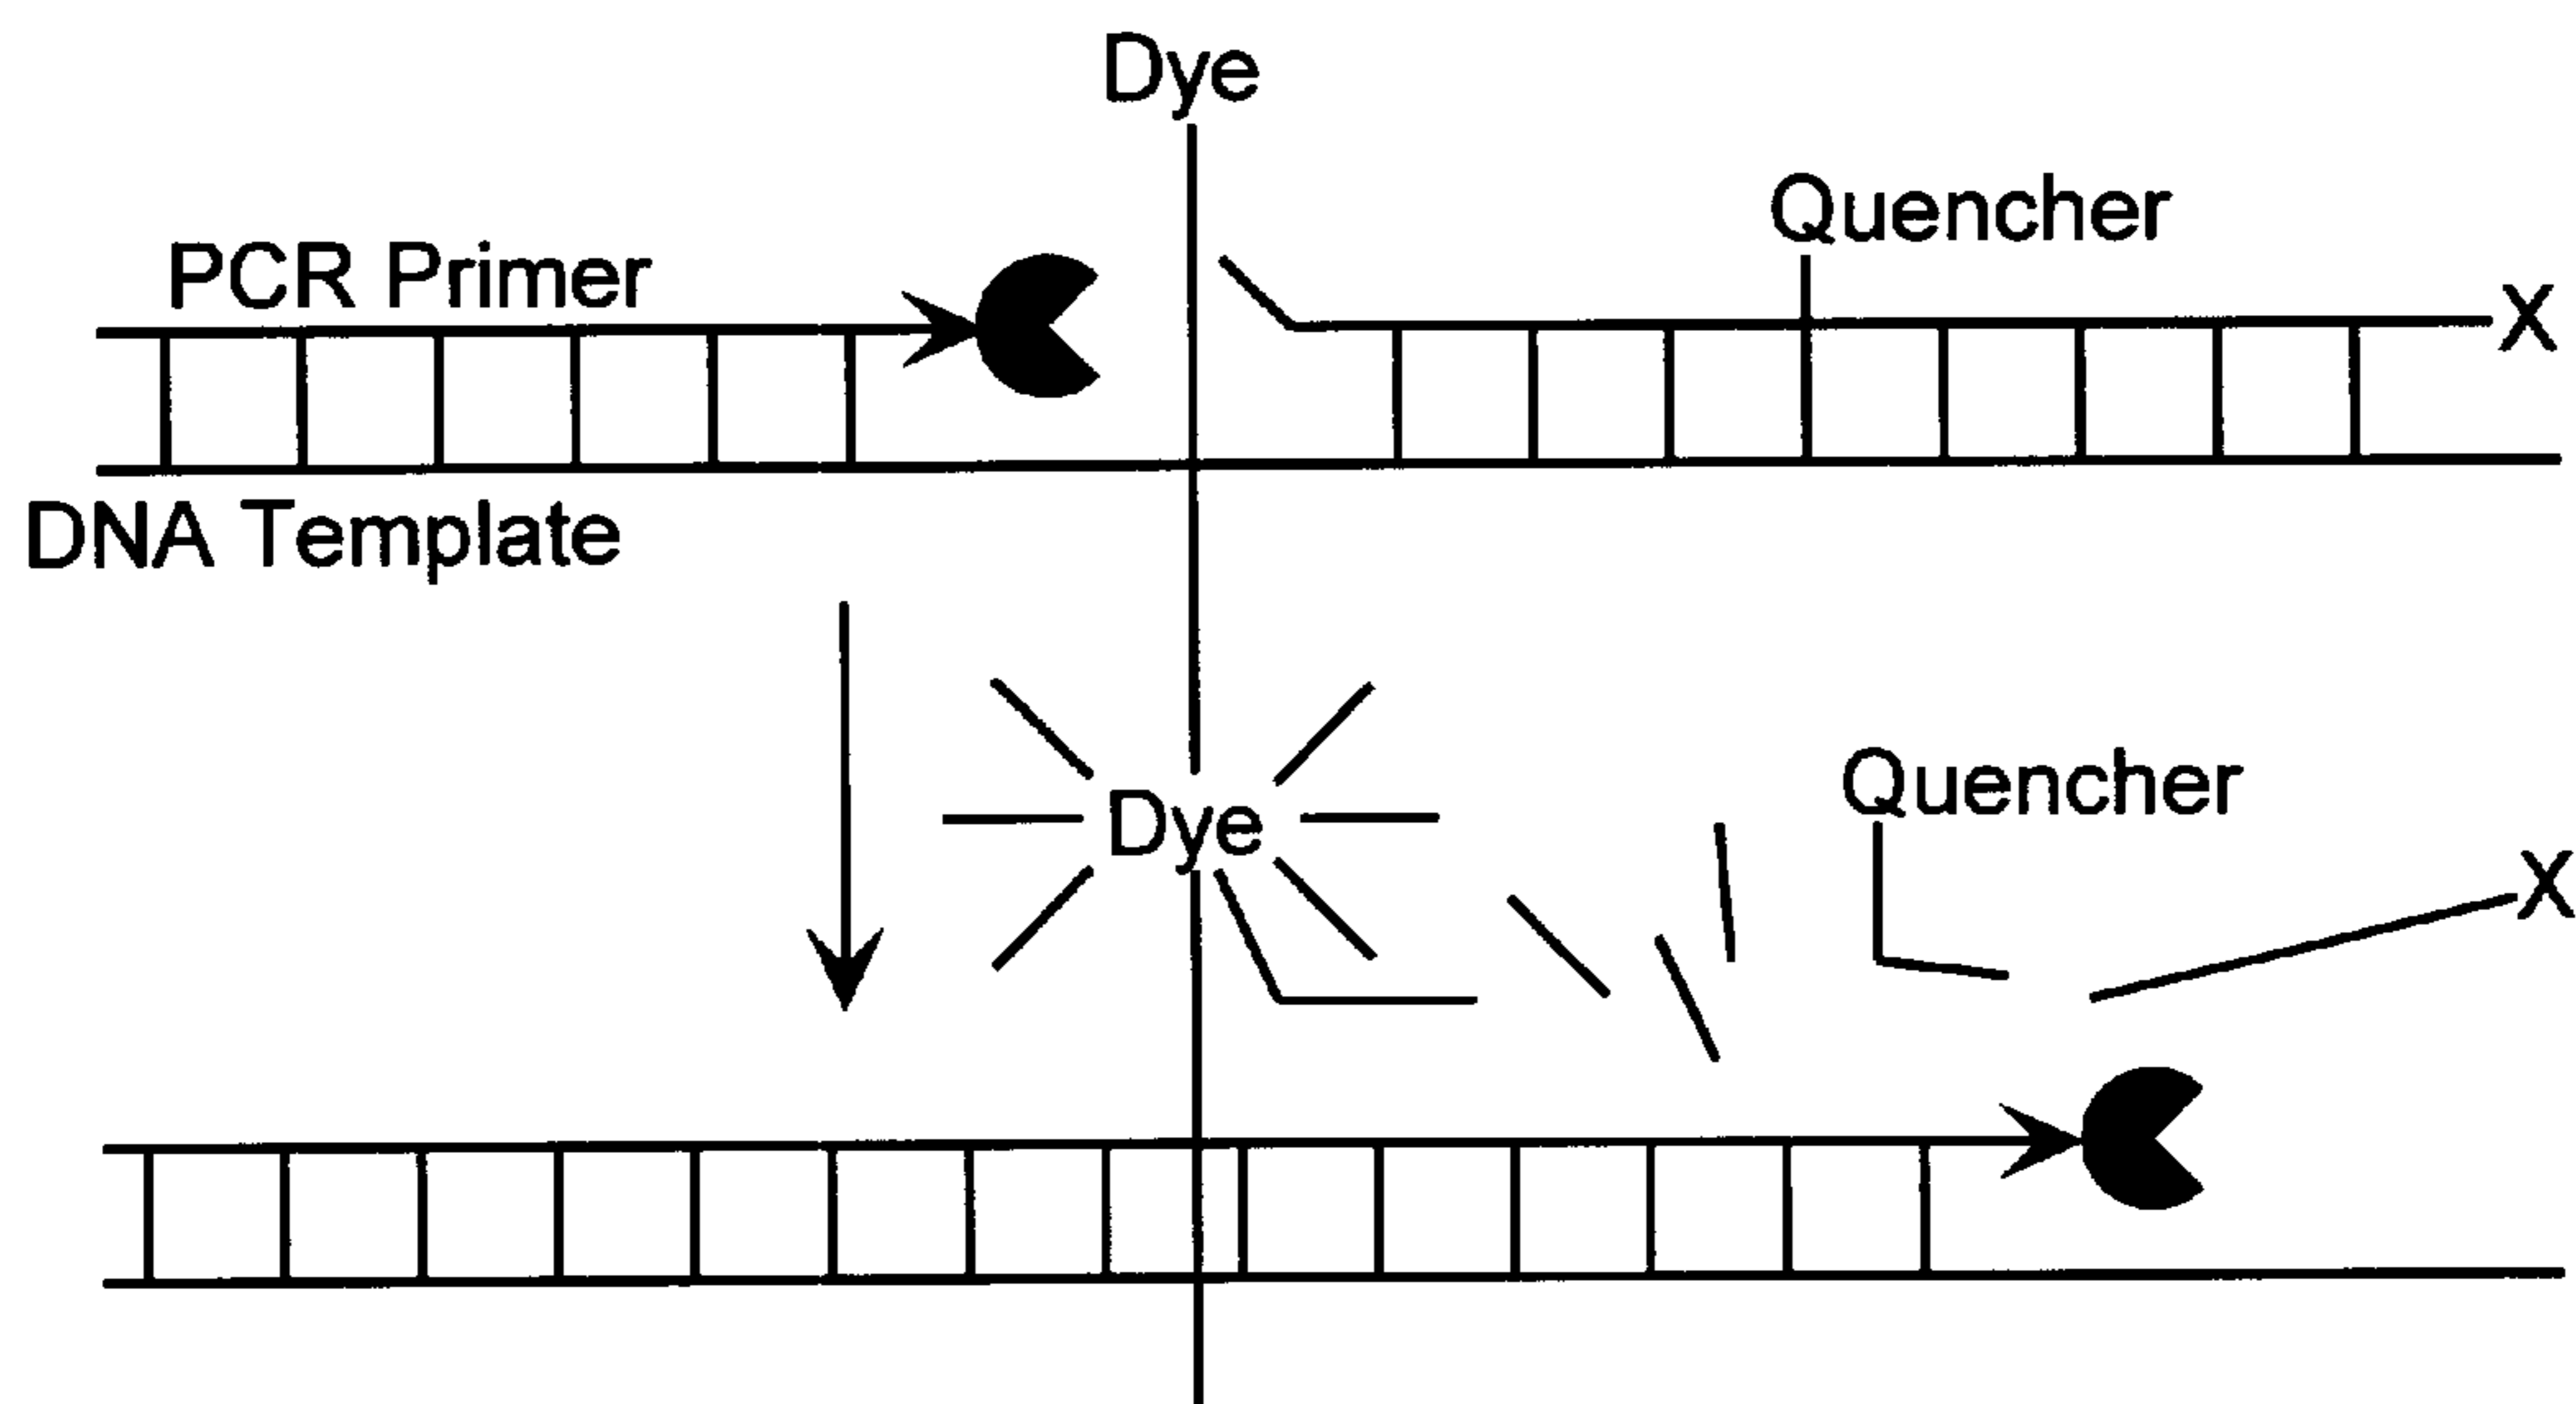 Dye
Quencher
PCR Primer
X
DNA Template
Dye
Quencher
X